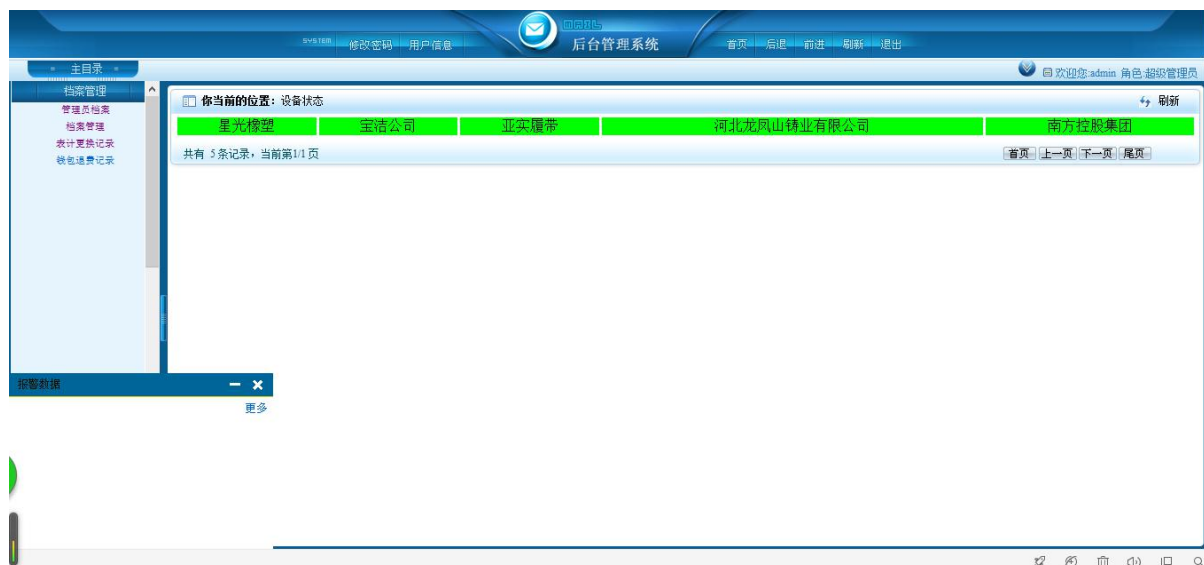 MAIL
SYSTEM 修改密码 用户信息 后台管理系统 首页 后退 前进 刷新 退出
主目录 欢迎您:admin 角色:超级管理员
档案管理
管理员档案
档案管理
表计更换记录
钱包退费记录
你当前的位置：设备状态 刷新
星光橡塑 宝洁公司 亚实履带 河北龙凤山铸业有限公司 南方控股集团
共有 5条记录，当前第1/1页 首页 上一页 下一页 尾页
报警数据
更多